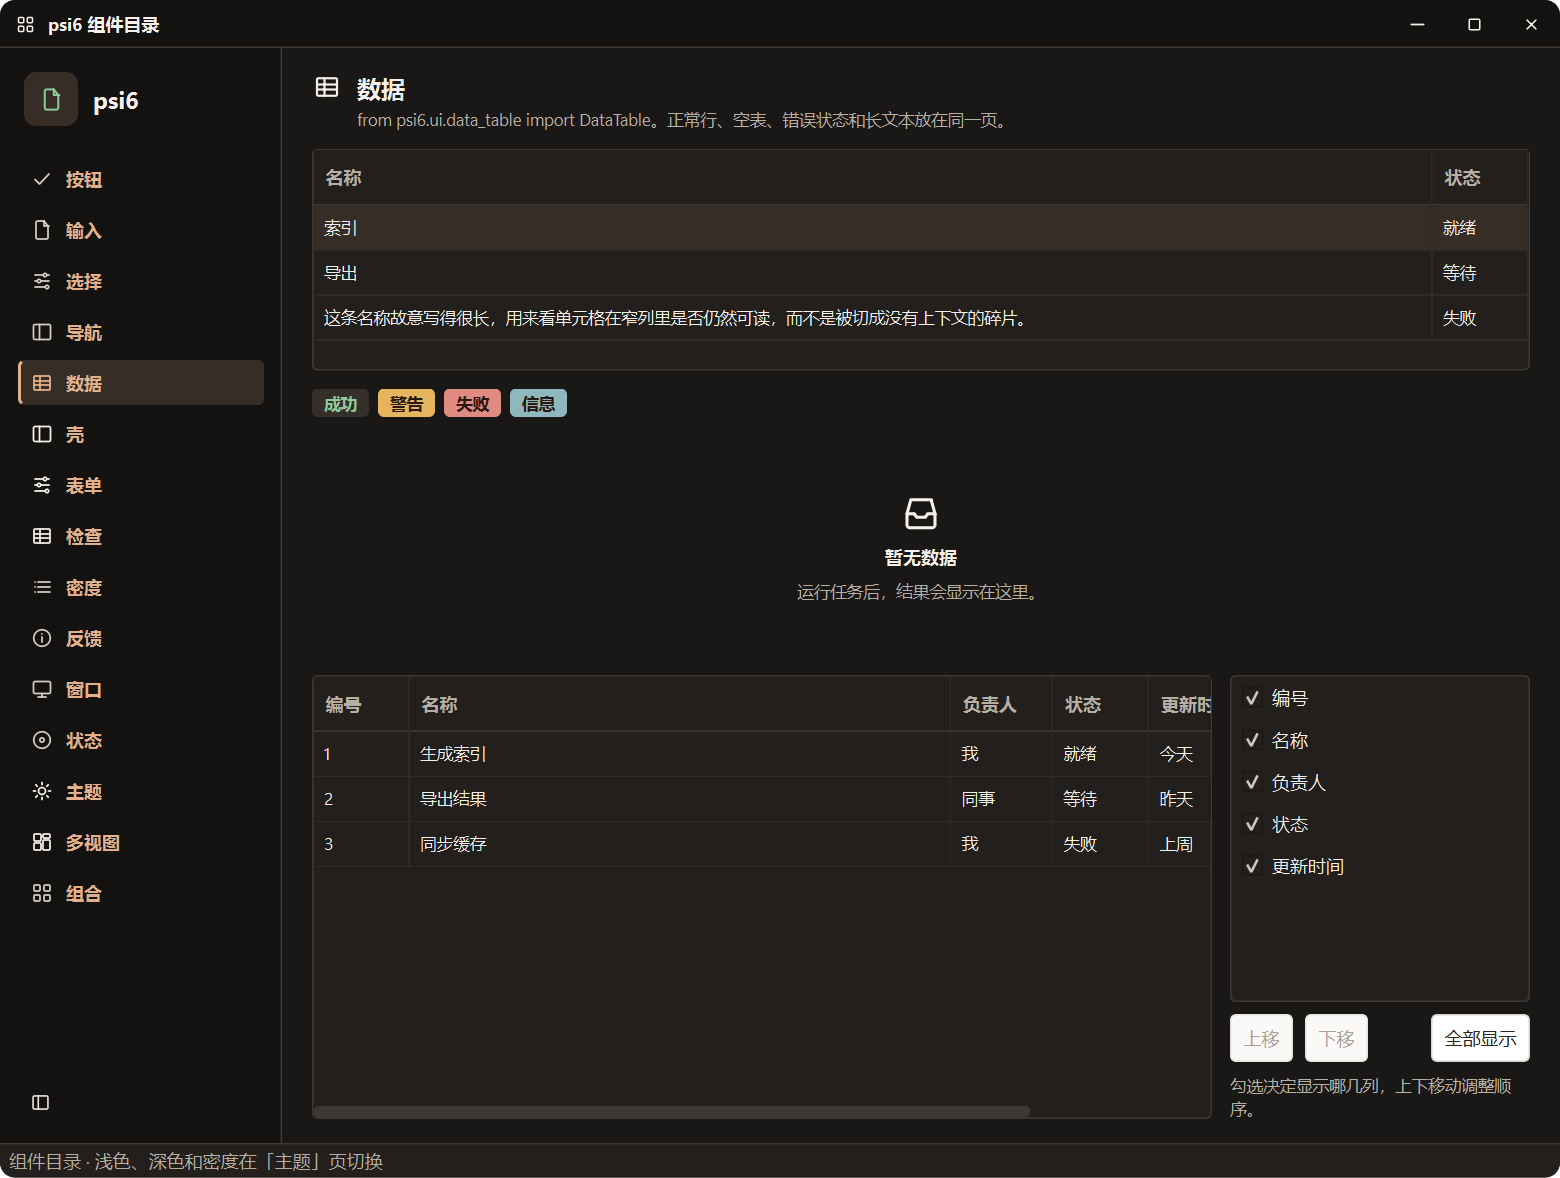 psi6 组件目录
psi6
按钮
输入
选择
导航
数据
壳
表单
检查
密度
反馈
窗口
状态
主题
多视图
组合
数据
from psi6.ui.data_table import DataTable。正常行、空表、错误状态和长文本放在同一页。
名称 状态
索引 就绪
导出 等待
这条名称故意写得很长，用来看单元格在窄列里是否仍然可读，而不是被切成没有上下文的碎片。 失败
成功 警告 失败 信息
暂无数据
运行任务后，结果会显示在这里。
编号 名称 负责人 状态 更新时
1 生成索引 我 就绪 今天
2 导出结果 同事 等待 昨天
3 同步缓存 我 失败 上周
编号
名称
负责人
状态
更新时间
上移 下移 全部显示
勾选决定显示哪几列，上下移动调整顺
序。
组件目录 · 浅色、深色和密度在「主题」页切换